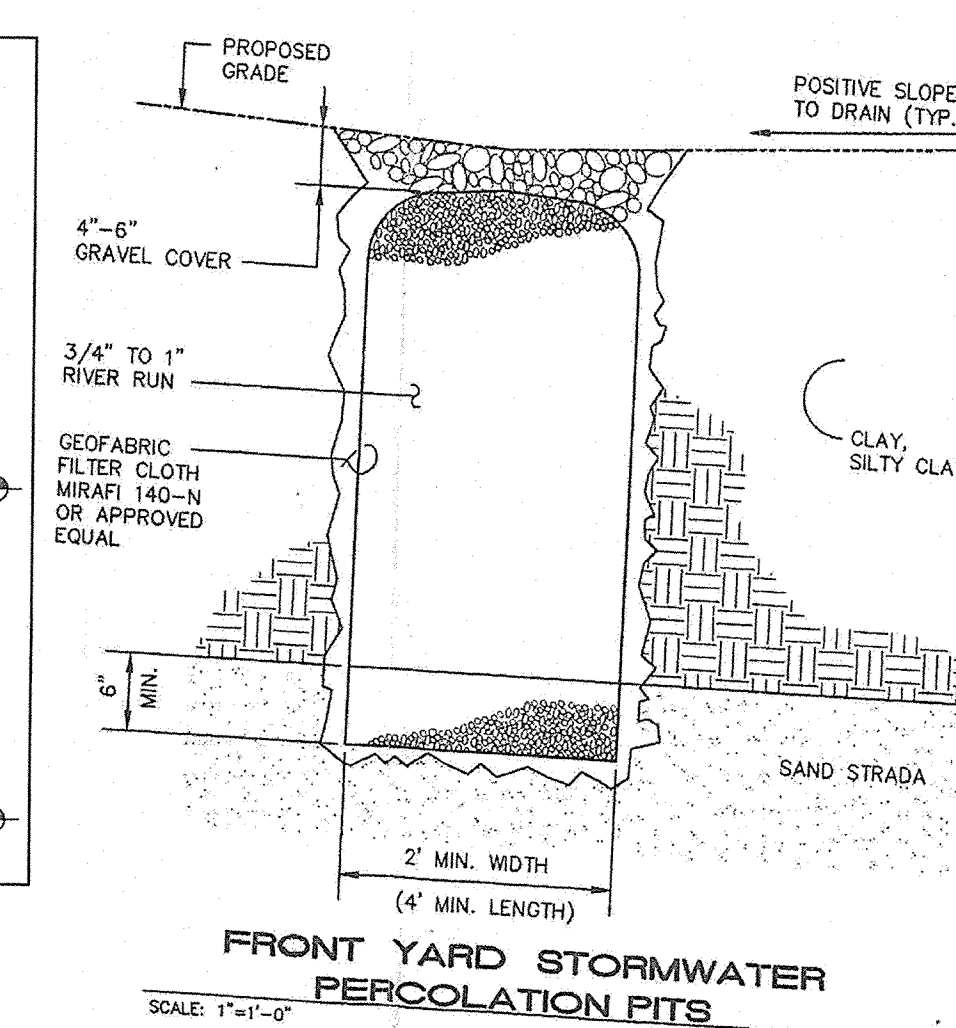 PROPOSED
GRADE
POSITIVE SLOPE
TO DRAIN (TYP.
4"-6"
GRAVEL COVER
3/4" TO 1"
RIVER RUN
GEOFABRIC
FILTER CLOTH
MIRAFI 140-N
OR APPROVED
EQUAL
CLAY,
SILTY CLA
6"
MIN.
SAND STRADA
2' MIN. WIDTH
(4' MIN. LENGTH)
FRONT YARD STORMWATER
PERCOLATION PITS
SCALE: 1"=1'-0"